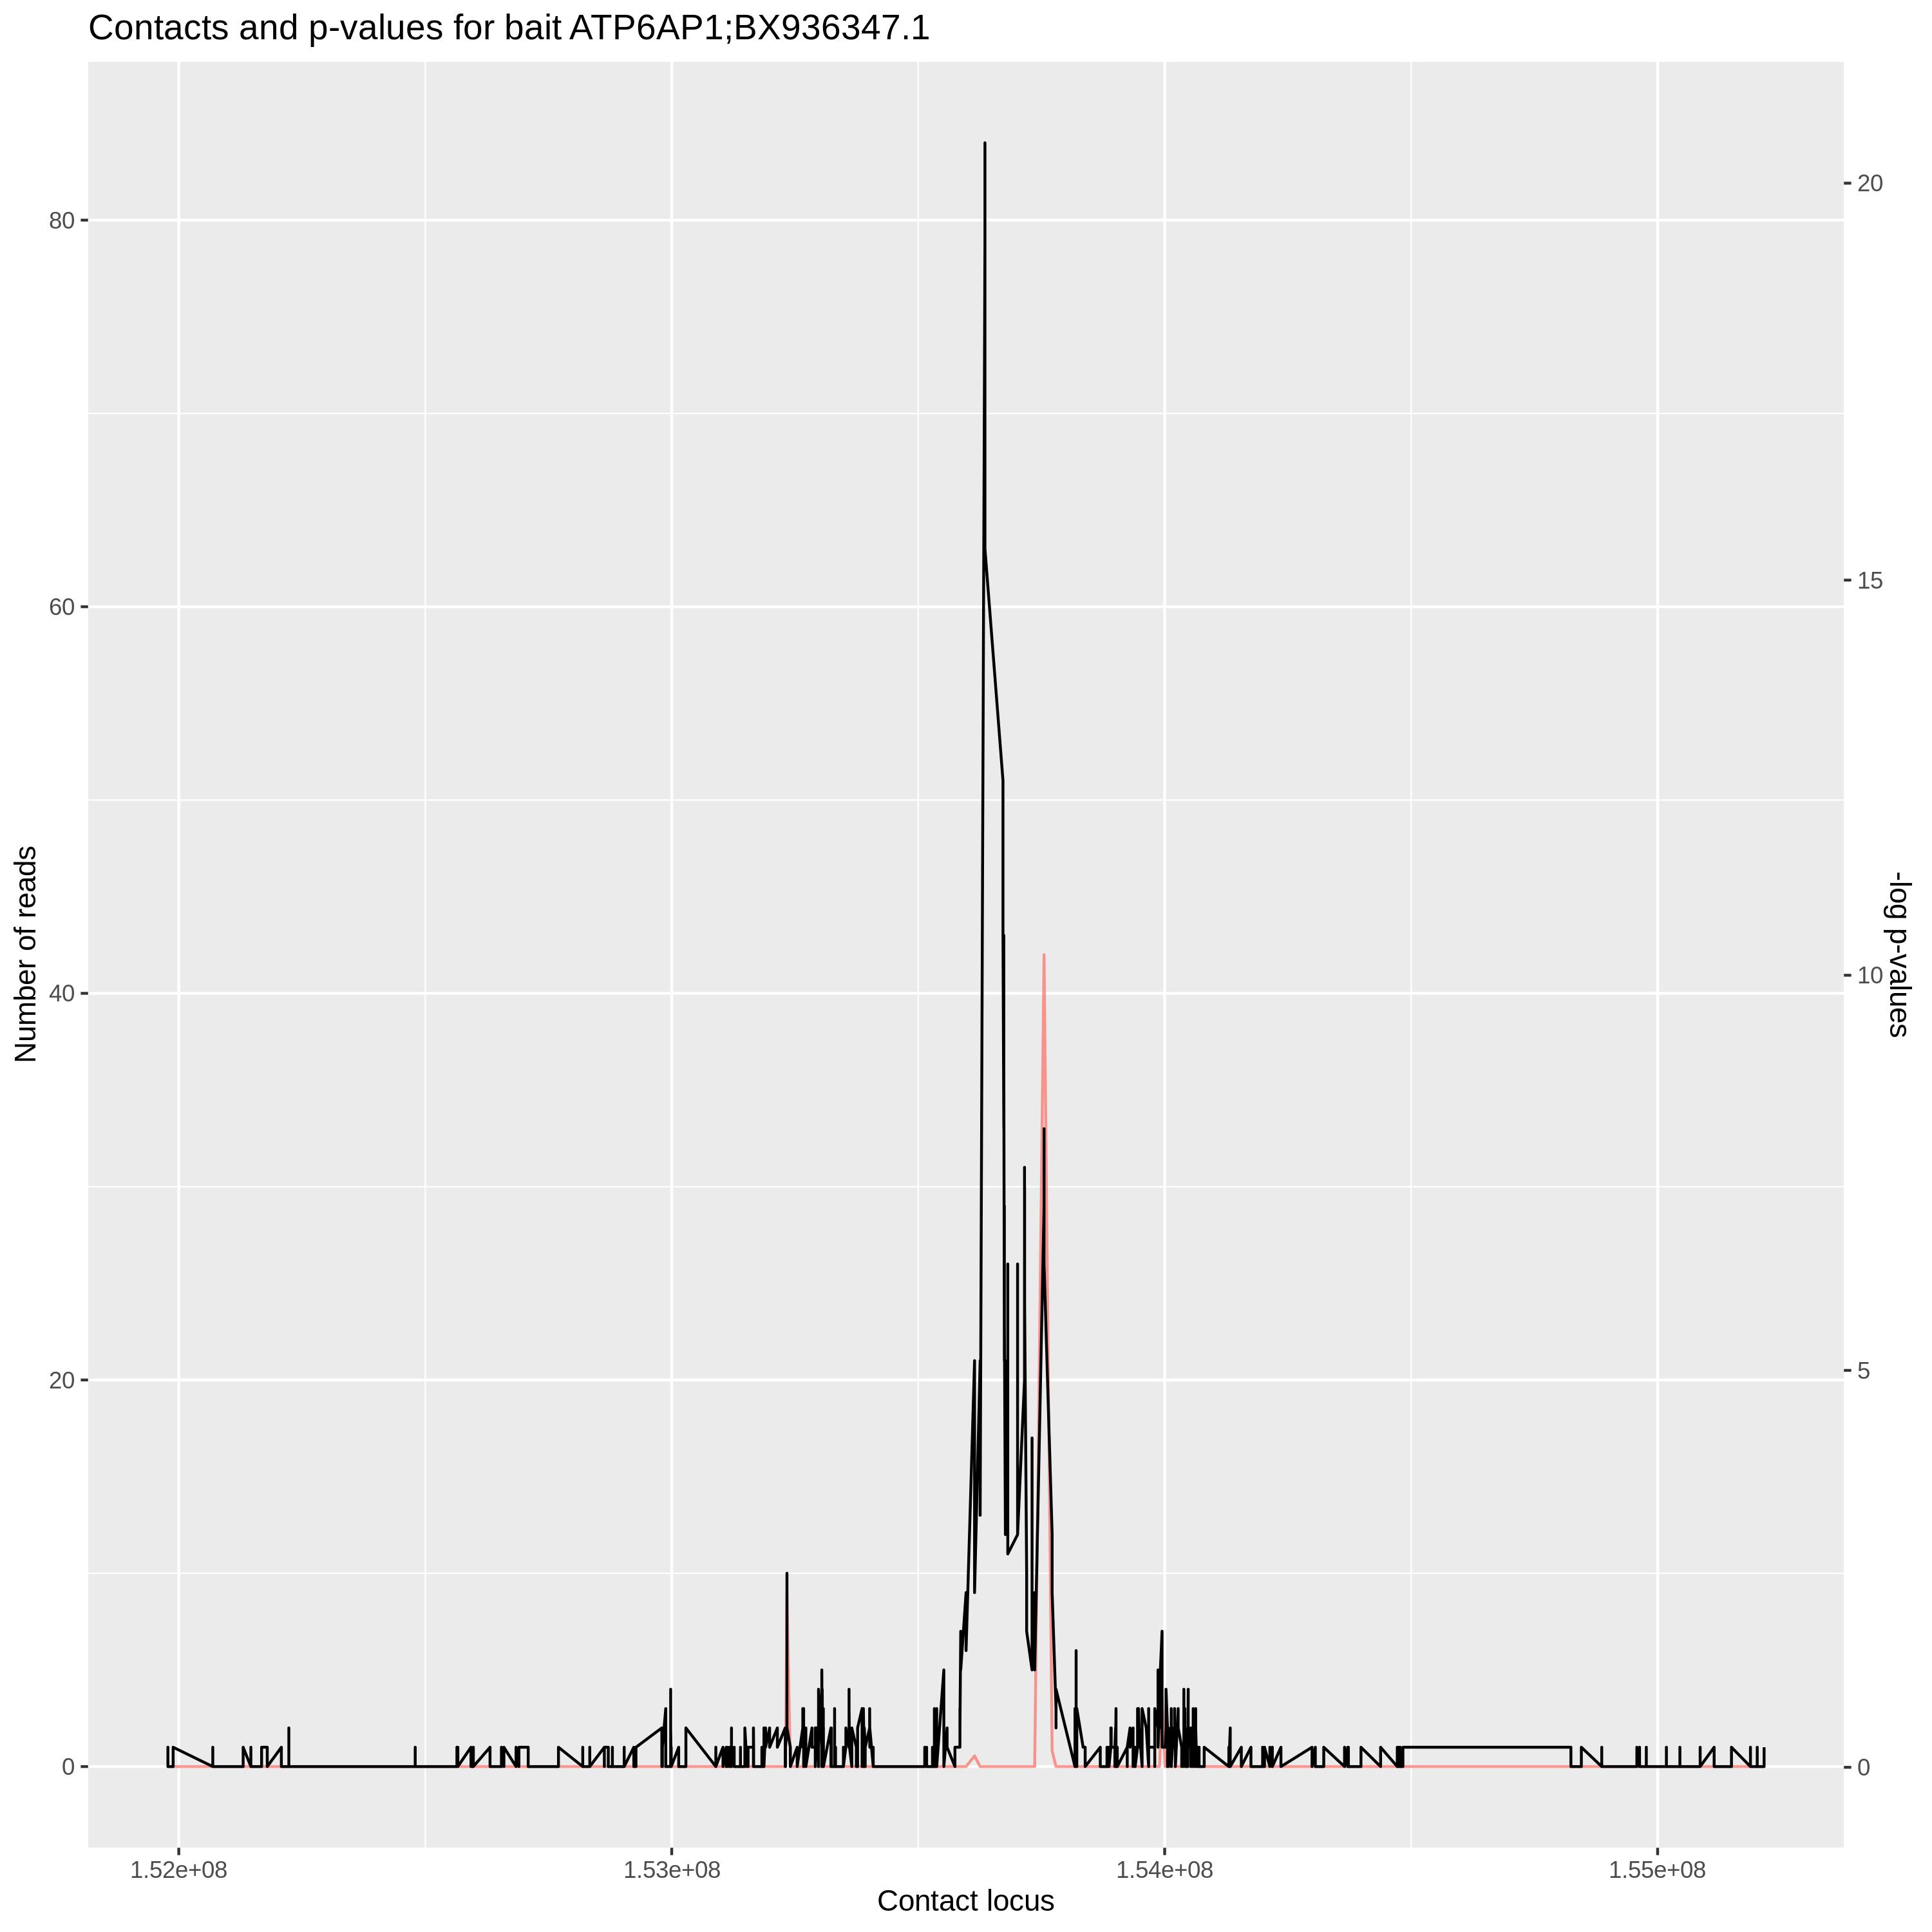 Contacts and p-values for bait ATP6AP1;BX936347.1
80
60
40
20
0
Number of reads
20
15
10
5
0
-log p-values
1.52e+08
1.53e+08
1.54e+08
1.55e+08
Contact locus